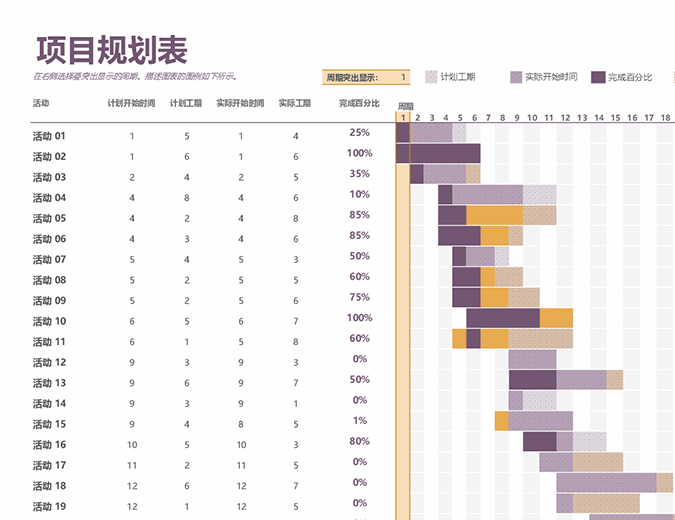 项目规划表
在右侧选择要突出显示的周期。描述图表的图例如下所示。
周期突出显示： 1 计划工期 实际开始时间 完成百分比
活动 计划开始时间 计划工期 实际开始时间 实际工期 完成百分比 周期
1 2 3 4 5 6 7 8 9 10 11 12 13 14 15 16 17 18
活动 01 1 5 1 4 25%
活动 02 1 6 1 6 100%
活动 03 2 4 2 5 35%
活动 04 4 8 4 6 10%
活动 05 4 2 4 8 85%
活动 06 4 3 4 6 85%
活动 07 5 4 5 3 50%
活动 08 5 2 5 5 60%
活动 09 5 2 5 6 75%
活动 10 6 5 6 7 100%
活动 11 6 1 5 8 60%
活动 12 9 3 9 3 0%
活动 13 9 6 9 7 50%
活动 14 9 3 9 1 0%
活动 15 9 4 8 5 1%
活动 16 10 5 10 3 80%
活动 17 11 2 11 5 0%
活动 18 12 6 12 7 0%
活动 19 12 1 12 5 0%